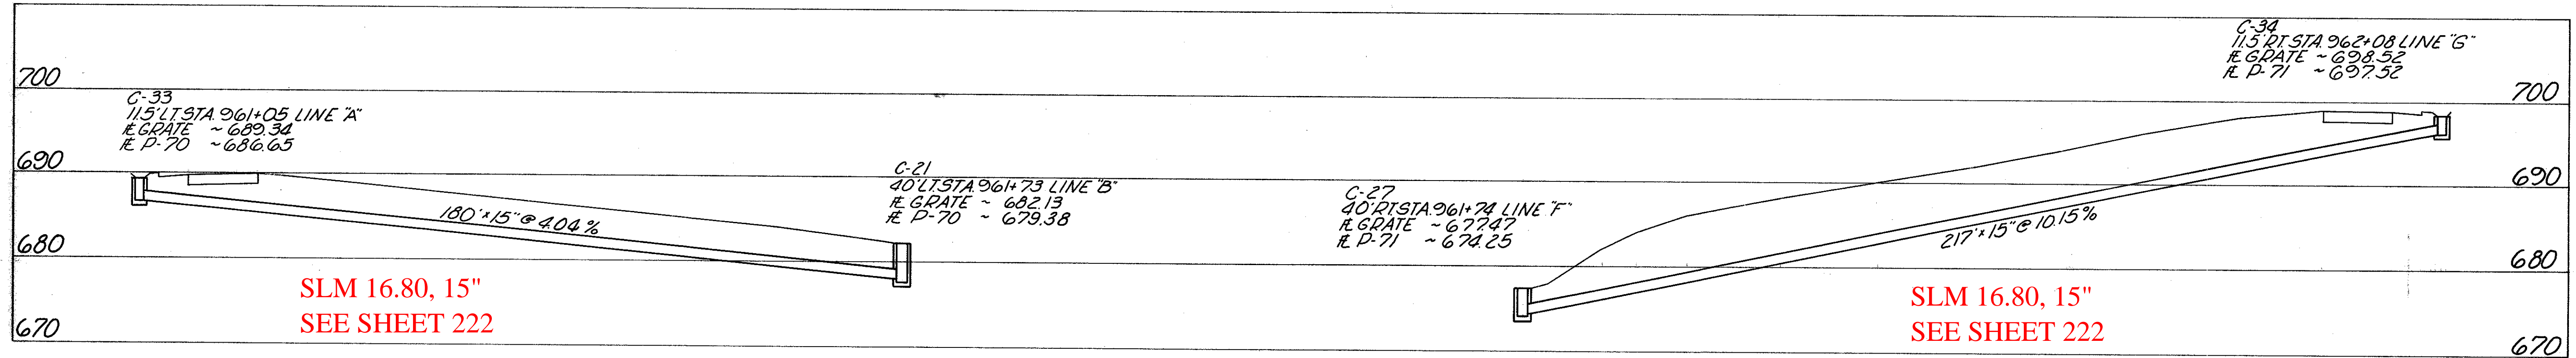 700
C-33
11.5' LT. STA. 961+05 LINE "A"
℄ GRATE ~ 689.34
℄ P-70 ~ 686.65
690
180' x 15" @ 4.04 %
680
670
SLM 16.80, 15"
SEE SHEET 222
C-21
40' LT. STA. 961+73 LINE "B"
℄ GRATE ~ 682.13
℄ P-70 ~ 679.38
C-27
40' RT. STA. 961+74 LINE "F"
℄ GRATE ~ 677.47
℄ P-71 ~ 674.25
217' x 15" @ 10.15 %
SLM 16.80, 15"
SEE SHEET 222
C-34
11.5' RT. STA. 962+08 LINE "G"
℄ GRATE ~ 698.52
℄ P-71 ~ 697.52
700
690
680
670